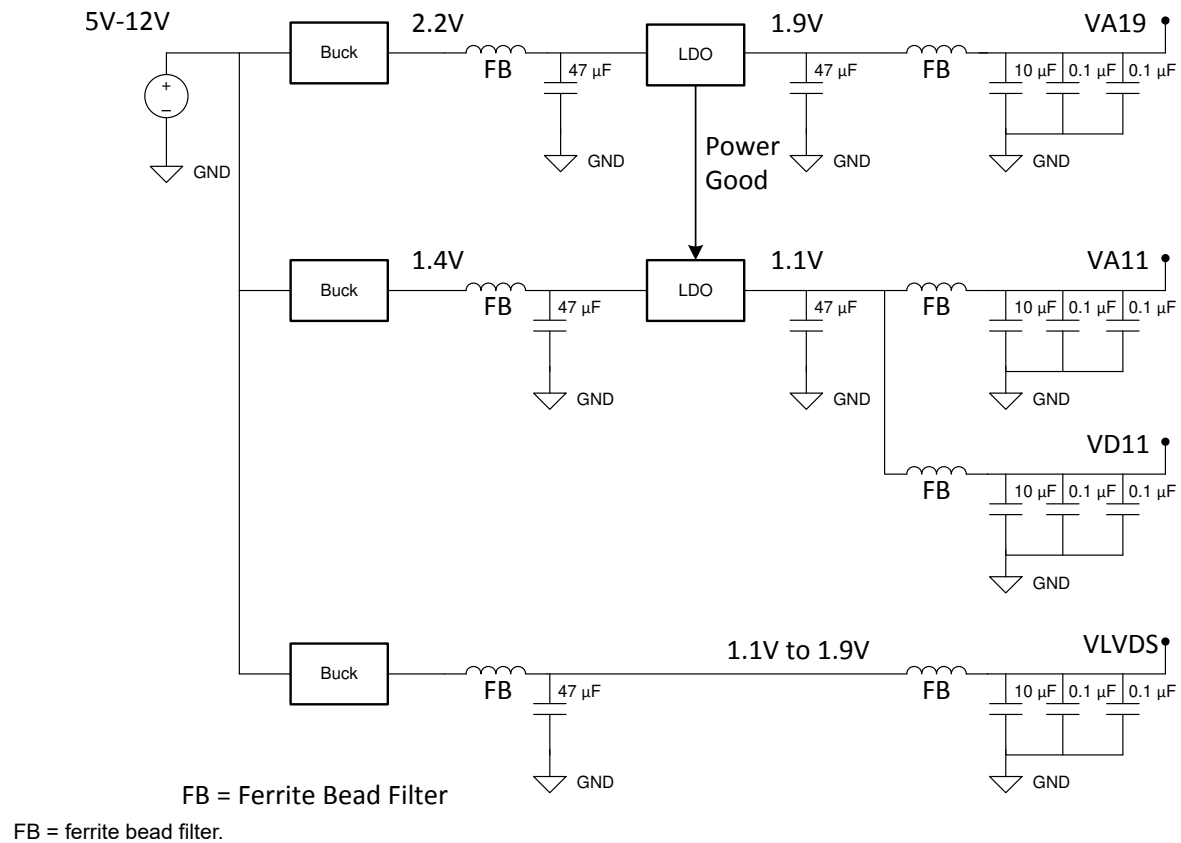 5V-12V
Buck
2.2V
FB
47 µF
LDO
1.9V
47 µF
FB
VA19
10 µF
0.1 µF
0.1 µF
+
–
GND
GND
Power
Good
GND
GND
Buck
1.4V
FB
47 µF
LDO
1.1V
47 µF
FB
VA11
10 µF
0.1 µF
0.1 µF
GND
GND
GND
VD11
FB
10 µF
0.1 µF
0.1 µF
GND
Buck
FB
47 µF
1.1V to 1.9V
FB
VLVDS
10 µF
0.1 µF
0.1 µF
GND
GND
FB = Ferrite Bead Filter
FB = ferrite bead filter.